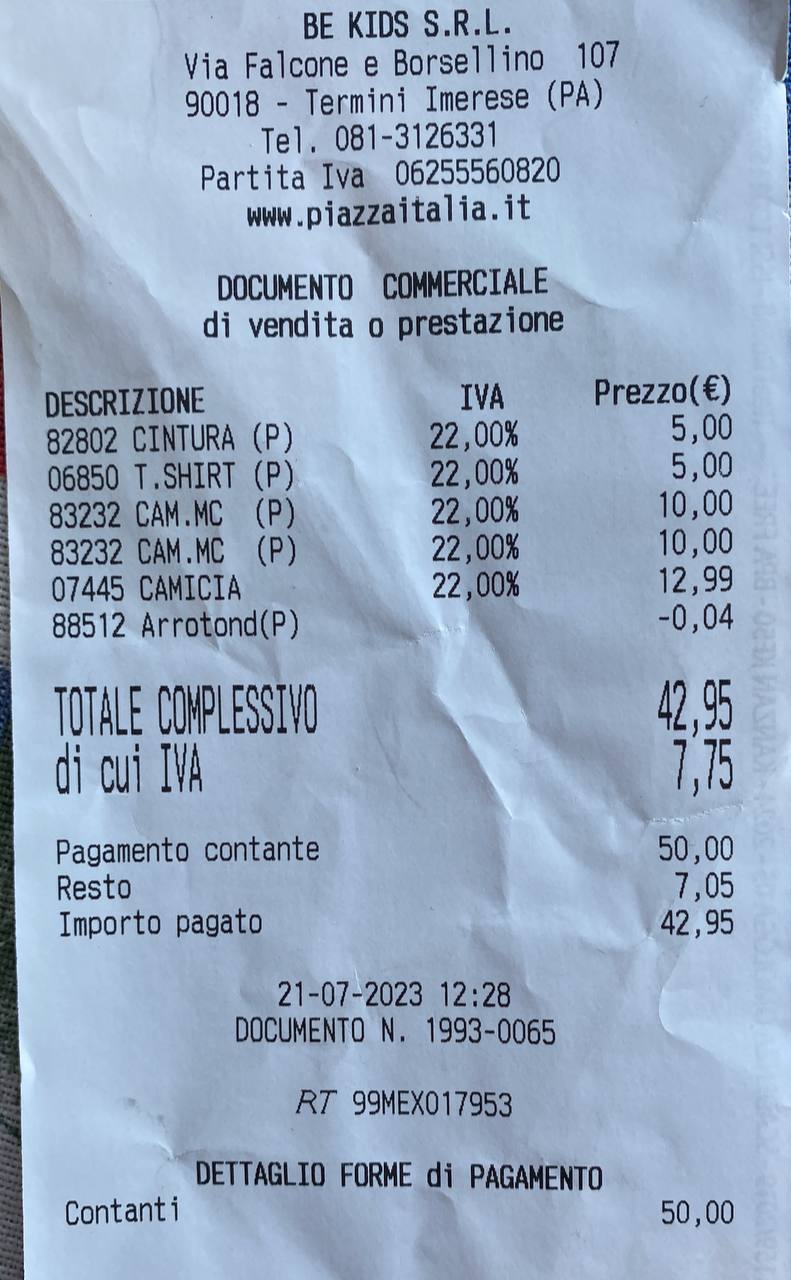 BE KIDS S.R.L.
Via Falcone e Borsellino 107
90018 - Termini Imerese (PA)
Tel. 081-3126331
Partita Iva 06255560820
www.piazzaitalia.it
DOCUMENTO COMMERCIALE
di vendita o prestazione
DESCRIZIONE IVA Prezzo(€)
82802 CINTURA (P) 22,00% 5,00
06850 T.SHIRT (P) 22,00% 5,00
83232 CAM.MC (P) 22,00% 10,00
83232 CAM.MC (P) 22,00% 10,00
07445 CAMICIA 22,00% 12,99
88512 Arrotond(P) -0,04
TOTALE COMPLESSIVO 42,95
di cui IVA 7,75
Pagamento contante 50,00
Resto 7,05
Importo pagato 42,95
21-07-2023 12:28
DOCUMENTO N. 1993-0065
RT 99MEX017953
DETTAGLIO FORME di PAGAMENTO
Contanti 50,00